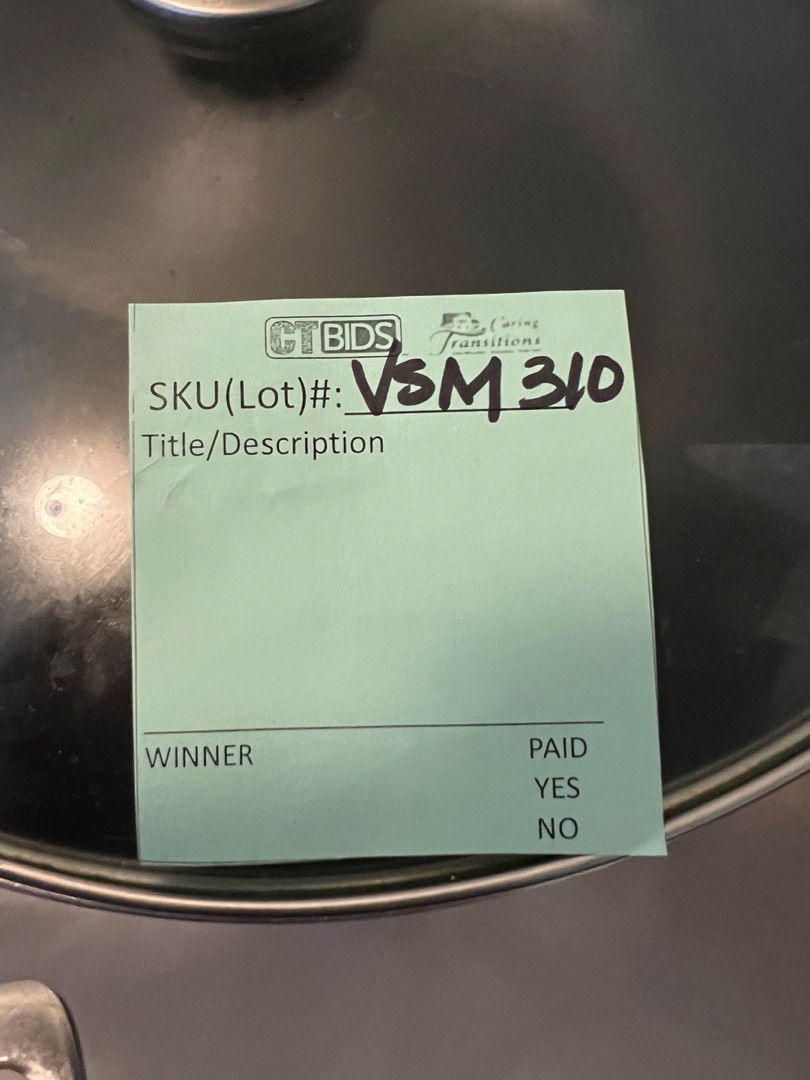 CTBIDS Caring Transitions
SKU(Lot)#: VSM 310
Title/Description
WINNER PAID
YES
NO